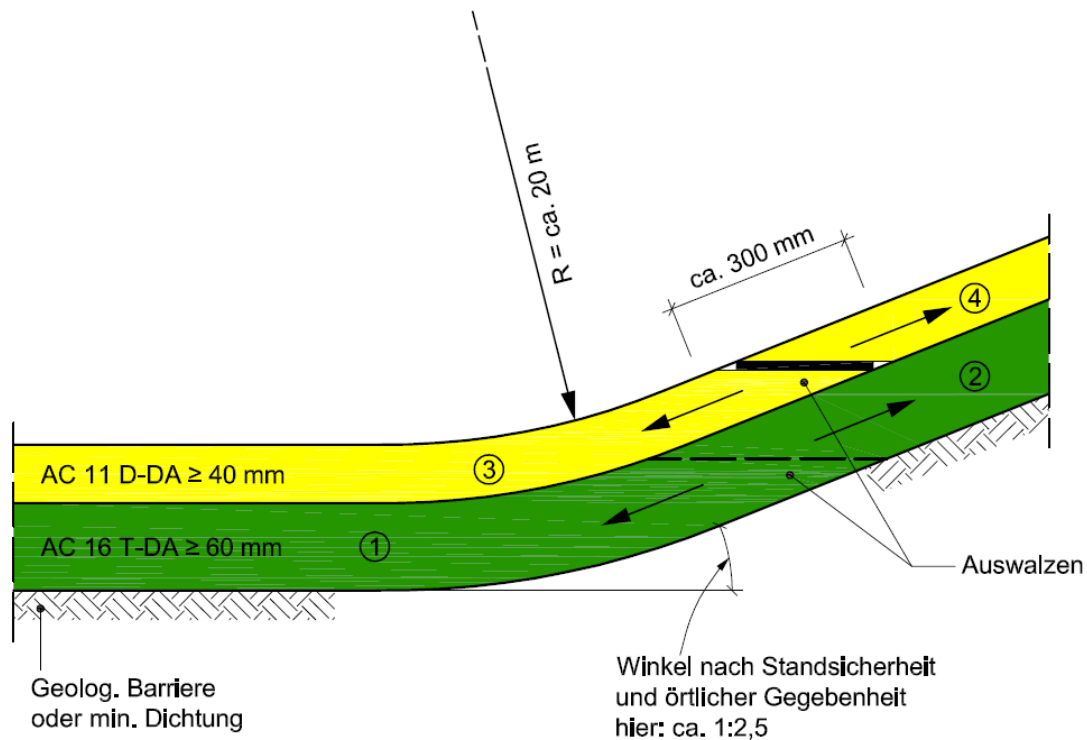 R = ca. 20 m
ca. 300 mm
④
②
AC 11 D-DA ≥ 40 mm
③
AC 16 T-DA ≥ 60 mm
①
Auswalzen
Geolog. Barriere
oder min. Dichtung
Winkel nach Standsicherheit
und örtlicher Gegebenheit
hier: ca. 1:2,5